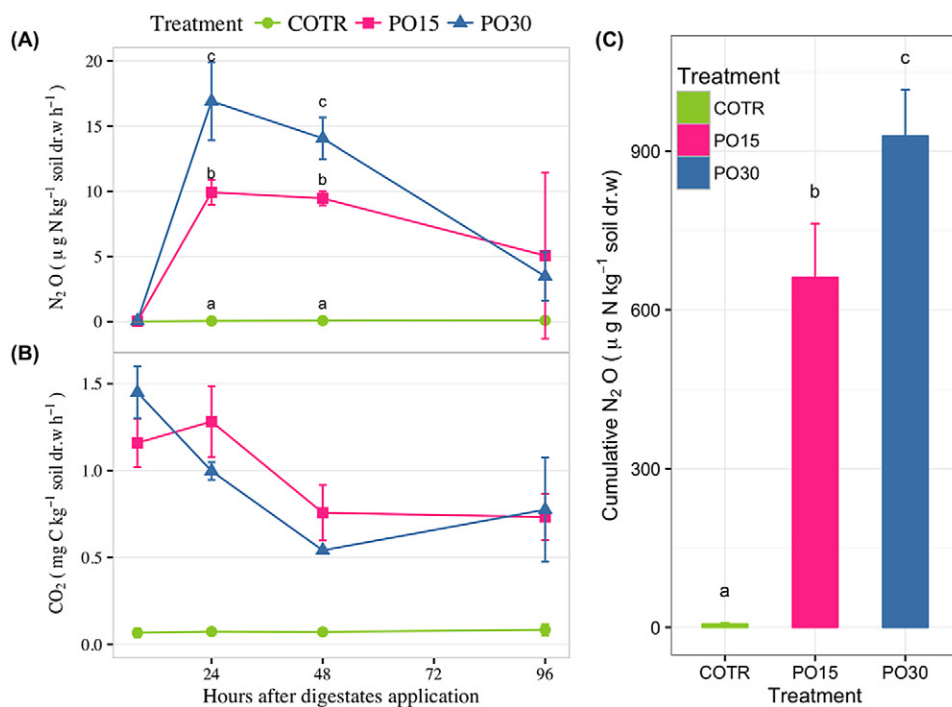 Treatment COTR PO15 PO30
(A)
N₂O ( μ g N kg⁻¹ soil dr.w h⁻¹ )
20
15
10
5
0
c
c
b
b
a
a
(B)
CO₂ ( mg C kg⁻¹ soil dr.w h⁻¹ )
1.5
1.0
0.5
0.0
24 48 72 96
Hours after digestates application
(C)
Treatment
COTR
PO15
PO30
Cumulative N₂O ( μ g N kg⁻¹ soil dr.w)
900
600
300
0
a
b
c
COTR PO15 PO30
Treatment